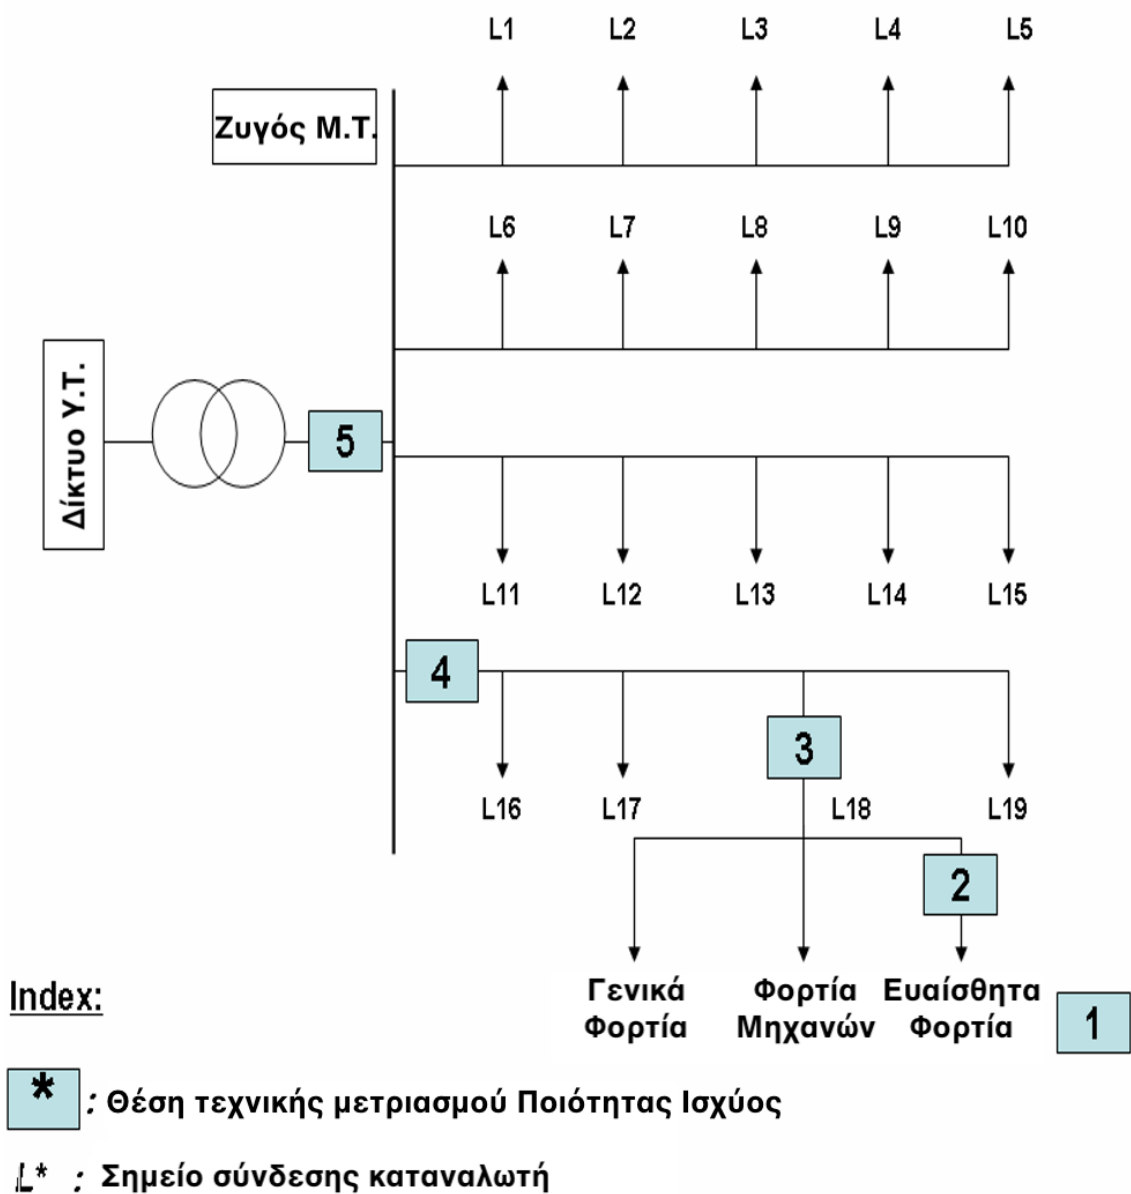 L1 L2 L3 L4 L5
Ζυγός Μ.Τ.
L6 L7 L8 L9 L10
Δίκτυο Υ.Τ.
5
L11 L12 L13 L14 L15
4
3
L16 L17 L18 L19
2
Γενικά Φορτία
Φορτία Μηχανών
Ευαίσθητα Φορτία
1
Index:
* : Θέση τεχνικής μετριασμού Ποιότητας Ισχύος
L* : Σημείο σύνδεσης καταναλωτή